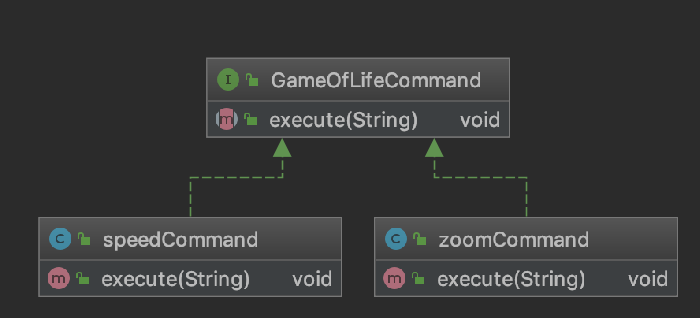 I GameOfLifeCommand
m execute(String) void
C speedCommand
m execute(String) void
C zoomCommand
m execute(String) void